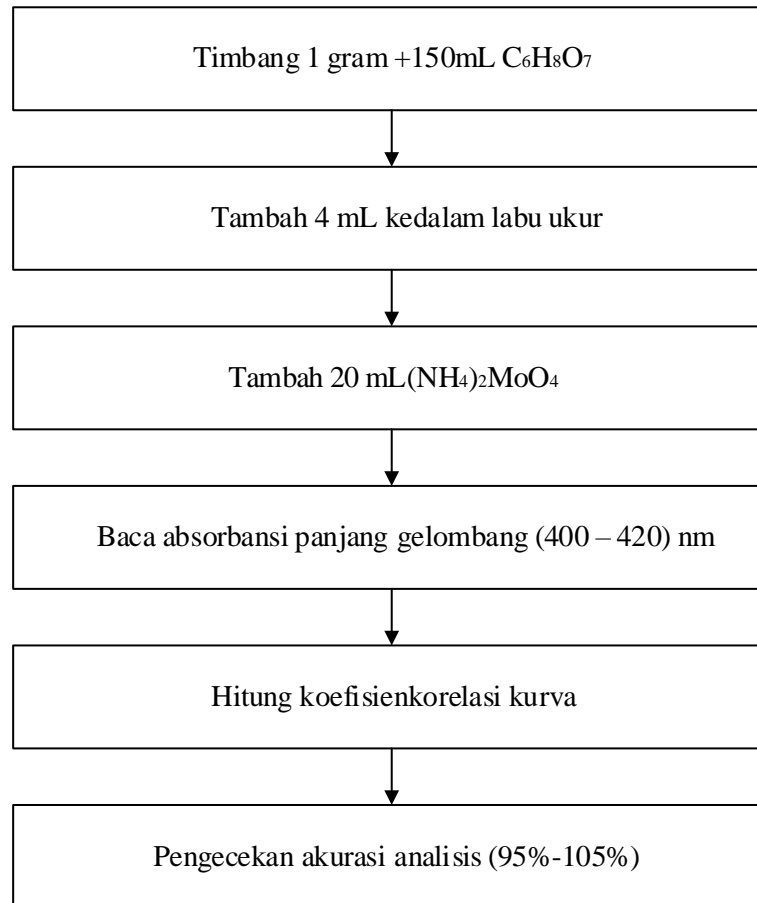 Timbang 1 gram +150mL C₆H₈O₇
Tambah 4 mL kedalam labu ukur
Tambah 20 mL(NH₄)₂MoO₄
Baca absorbansi panjang gelombang (400 – 420) nm
Hitung koefisienkorelasi kurva
Pengecekan akurasi analisis (95%-105%)